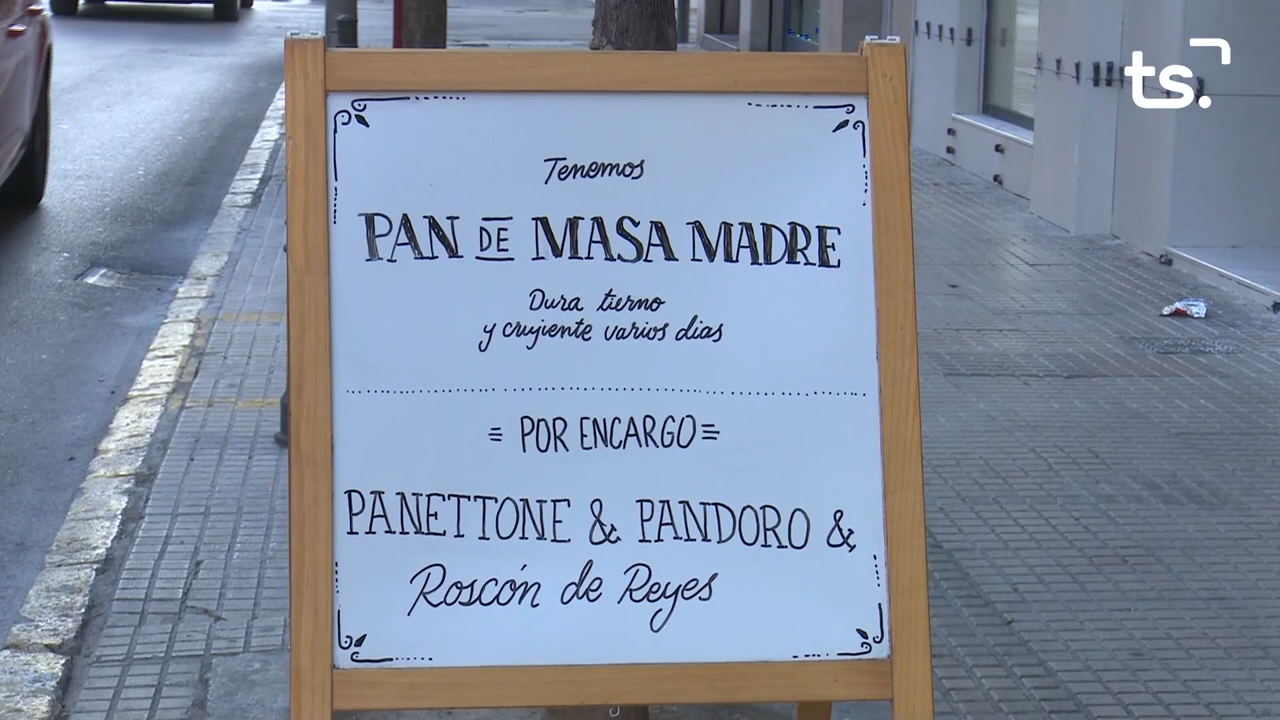 ts.
Tenemos
PAN DE MASA MADRE
Dura tierno
y crujiente varios dias
POR ENCARGO
PANETTONE & PANDORO &
Roscón de Reyes